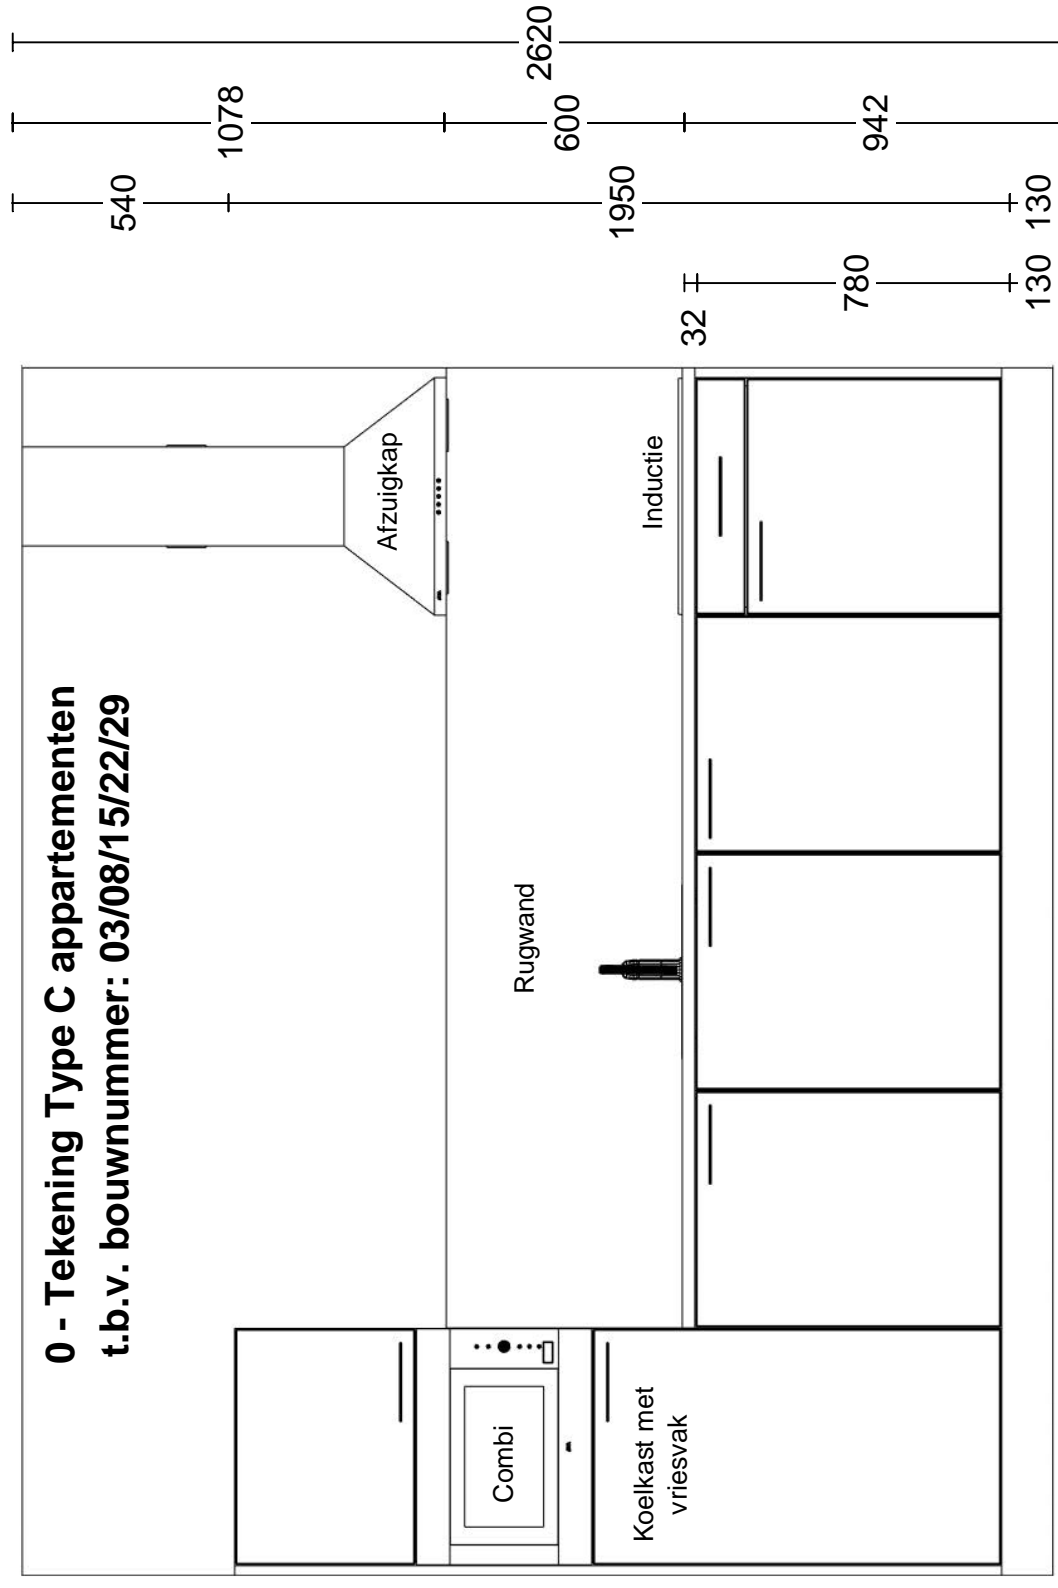 0 - Tekening Type C appartementen
t.b.v. bouwnummer: 03/08/15/22/29
Afzuigkap
Rugwand
Inductie
Combi
Koelkast met
vriesvak
32
780
130
540
1950
130
1078
600
942
2620